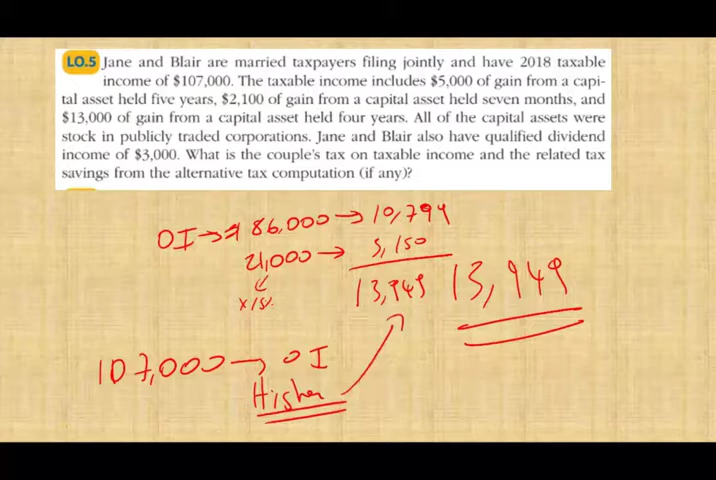 LO.5 Jane and Blair are married taxpayers filing jointly and have 2018 taxable
income of $107,000. The taxable income includes $5,000 of gain from a capi-
tal asset held five years, $2,100 of gain from a capital asset held seven months, and
$13,000 of gain from a capital asset held four years. All of the capital assets were
stock in publicly traded corporations. Jane and Blair also have qualified dividend
income of $3,000. What is the couple's tax on taxable income and the related tax
savings from the alternative tax computation (if any)?
OI → 86,000 → 10,799
21,000 → 3,150
x 15%
13,949
13,949
107,000 → OI
Higher